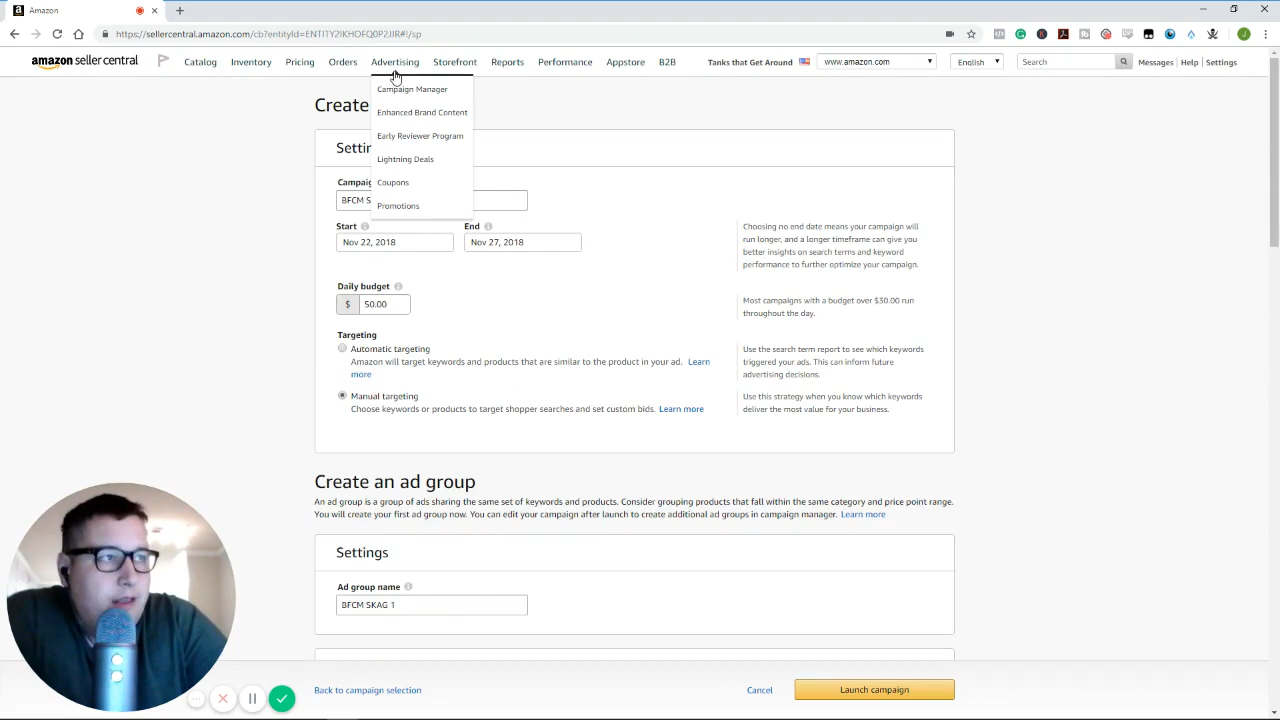 Amazon
https://sellercentral.amazon.com/cb?entityId=ENTITY2IKHOFQ0P2JJR#!/sp
amazon seller central
Catalog Inventory Pricing Orders Advertising Storefront Reports Performance Appstore B2B Tanks that Get Around www.amazon.com English Search Messages Help Settings
Campaign Manager
Enhanced Brand Content
Early Reviewer Program
Lightning Deals
Coupons
Promotions
Create
Settin
Campaig
BFCM S
Start End
Nov 22, 2018 Nov 27, 2018
Choosing no end date means your campaign will
run longer, and a longer timeframe can give you
better insights on search terms and keyword
performance to further optimize your campaign.
Daily budget
$ 50.00
Most campaigns with a budget over $30.00 run
throughout the day.
Targeting
Automatic targeting
Amazon will target keywords and products that are similar to the product in your ad. Learn
more
Use the search term report to see which keywords
triggered your ads. This can inform future
advertising decisions.
Manual targeting
Choose keywords or products to target shopper searches and set custom bids. Learn more
Use this strategy when you know which keywords
deliver the most value for your business.
Create an ad group
An ad group is a group of ads sharing the same set of keywords and products. Consider grouping products that fall within the same category and price point range.
You will create your first ad group now. You can edit your campaign after launch to create additional ad groups in campaign manager. Learn more
Settings
Ad group name
BFCM SKAG 1
Back to campaign selection Cancel Launch campaign